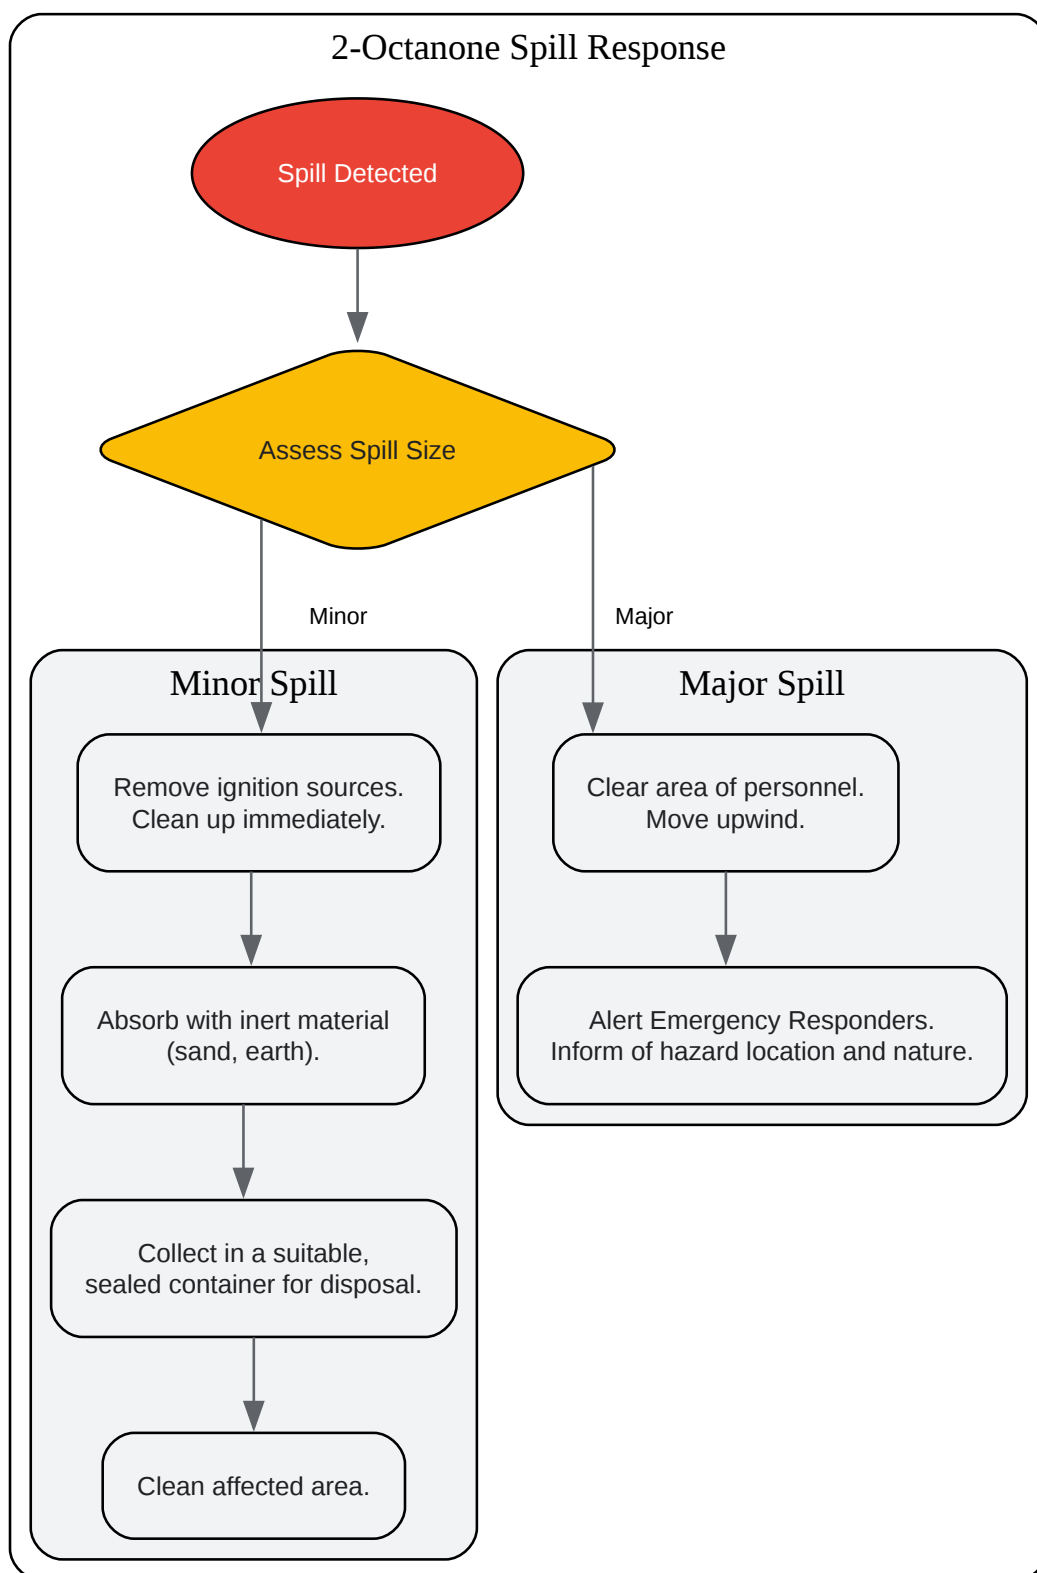 2-Octanone Spill Response
Spill Detected
Assess Spill Size
Minor
Major
Minor Spill
Remove ignition sources.
Clean up immediately.
Absorb with inert material
(sand, earth).
Collect in a suitable,
sealed container for disposal.
Clean affected area.
Major Spill
Clear area of personnel.
Move upwind.
Alert Emergency Responders.
Inform of hazard location and nature.